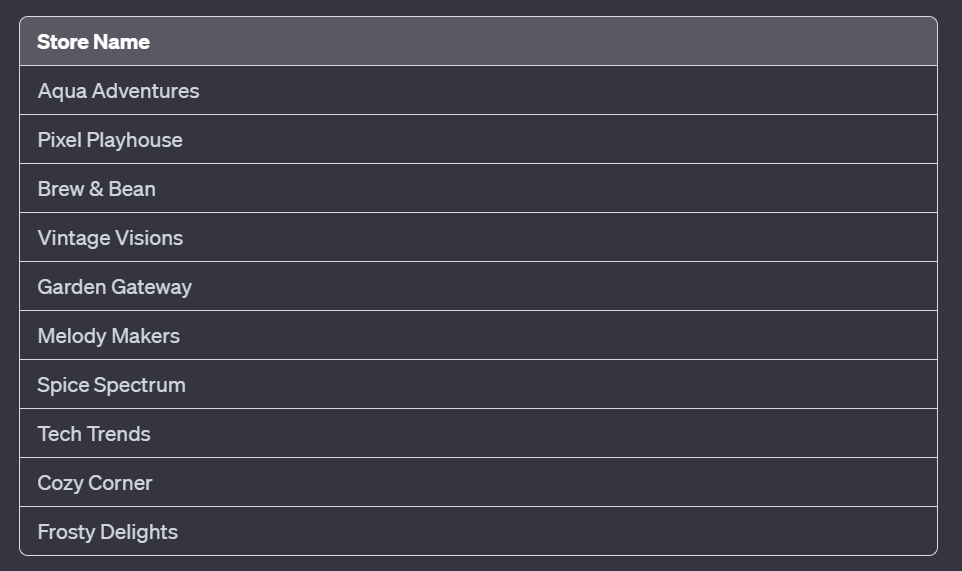 Store Name
Aqua Adventures
Pixel Playhouse
Brew & Bean
Vintage Visions
Garden Gateway
Melody Makers
Spice Spectrum
Tech Trends
Cozy Corner
Frosty Delights